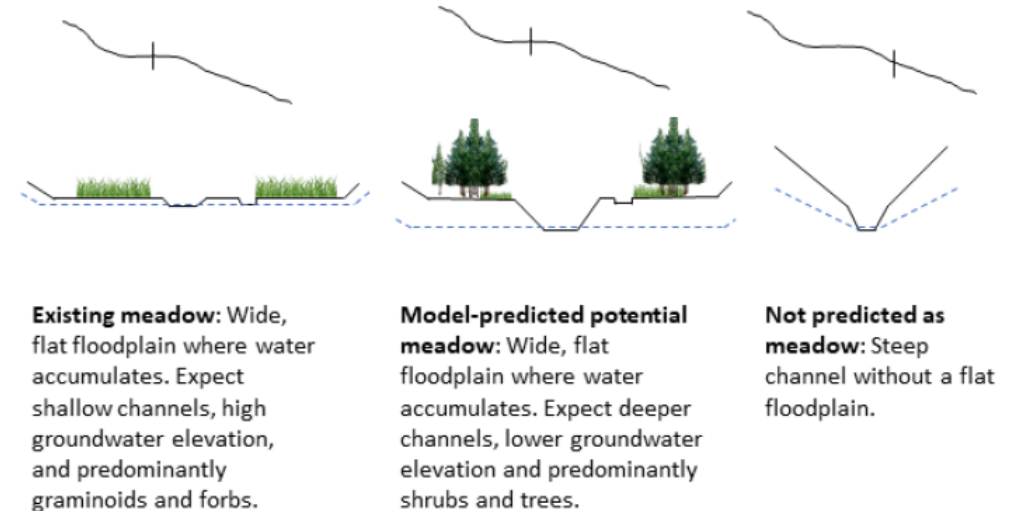 Existing meadow: Wide,
flat floodplain where water
accumulates. Expect
shallow channels, high
groundwater elevation,
and predominantly
graminoids and forbs.
Model-predicted potential
meadow: Wide, flat
floodplain where water
accumulates. Expect deeper
channels, lower groundwater
elevation and predominantly
shrubs and trees.
Not predicted as
meadow: Steep
channel without a flat
floodplain.